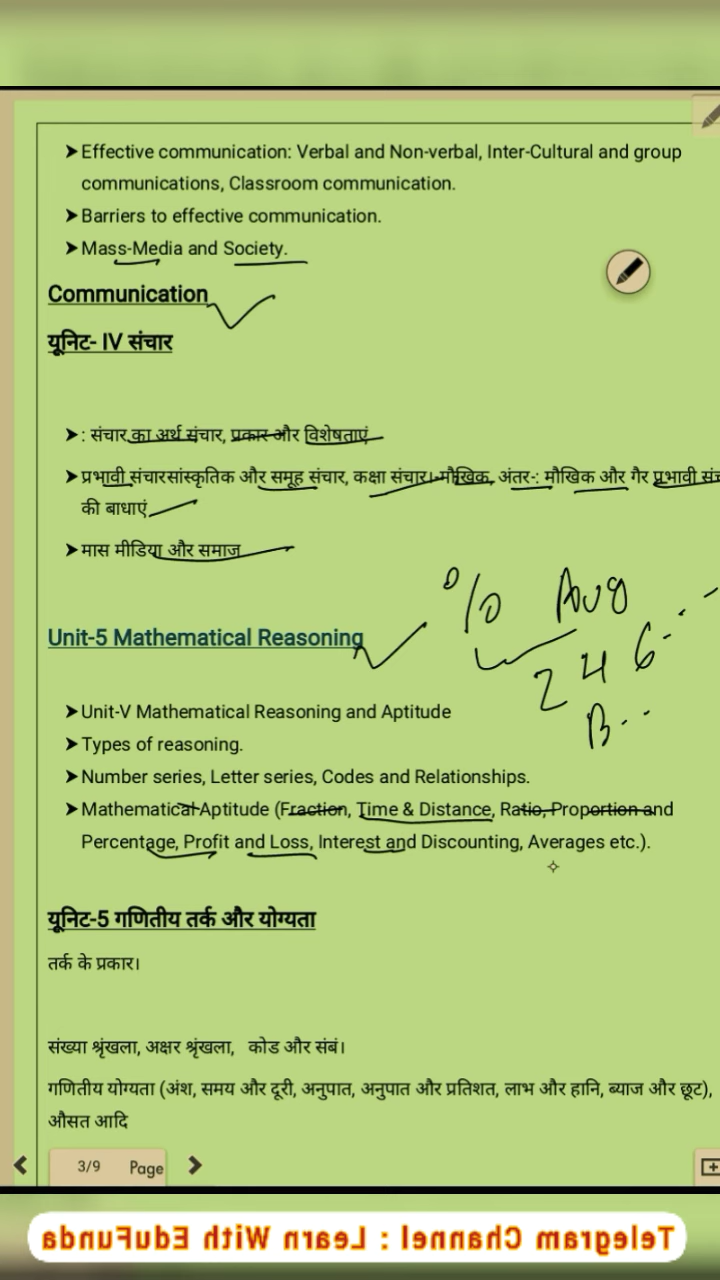 ➤Effective communication: Verbal and Non-verbal, Inter-Cultural and group
communications, Classroom communication.
➤Barriers to effective communication.
➤Mass-Media and Society.
Communication
यूनिट- IV संचार
➤: संचार का अर्थ संचार, प्रकार और विशेषताएं
➤प्रभावी संचारसांस्कृतिक और समूह संचार, कक्षा संचार।-मौखिक, अंतर-: मौखिक और गैर प्रभावी
की बाधाएं
➤मास मीडिया और समाज
% Avg
Unit-5 Mathematical Reasoning
2 4 6
B
➤Unit-V Mathematical Reasoning and Aptitude
➤Types of reasoning.
➤Number series, Letter series, Codes and Relationships.
➤Mathematical Aptitude (Fraction, Time & Distance, Ratio, Proportion and
Percentage, Profit and Loss, Interest and Discounting, Averages etc.).
यूनिट-5 गणितीय तर्क और योग्यता
तर्क के प्रकार।
संख्या श्रृंखला, अक्षर श्रृंखला, कोड और संबं।
गणितीय योग्यता (अंश, समय और दूरी, अनुपात, अनुपात और प्रतिशत, लाभ और हानि, ब्याज और छूट),
औसत आदि
3/9 Page
Telegram Channel : Learn With EduFunda